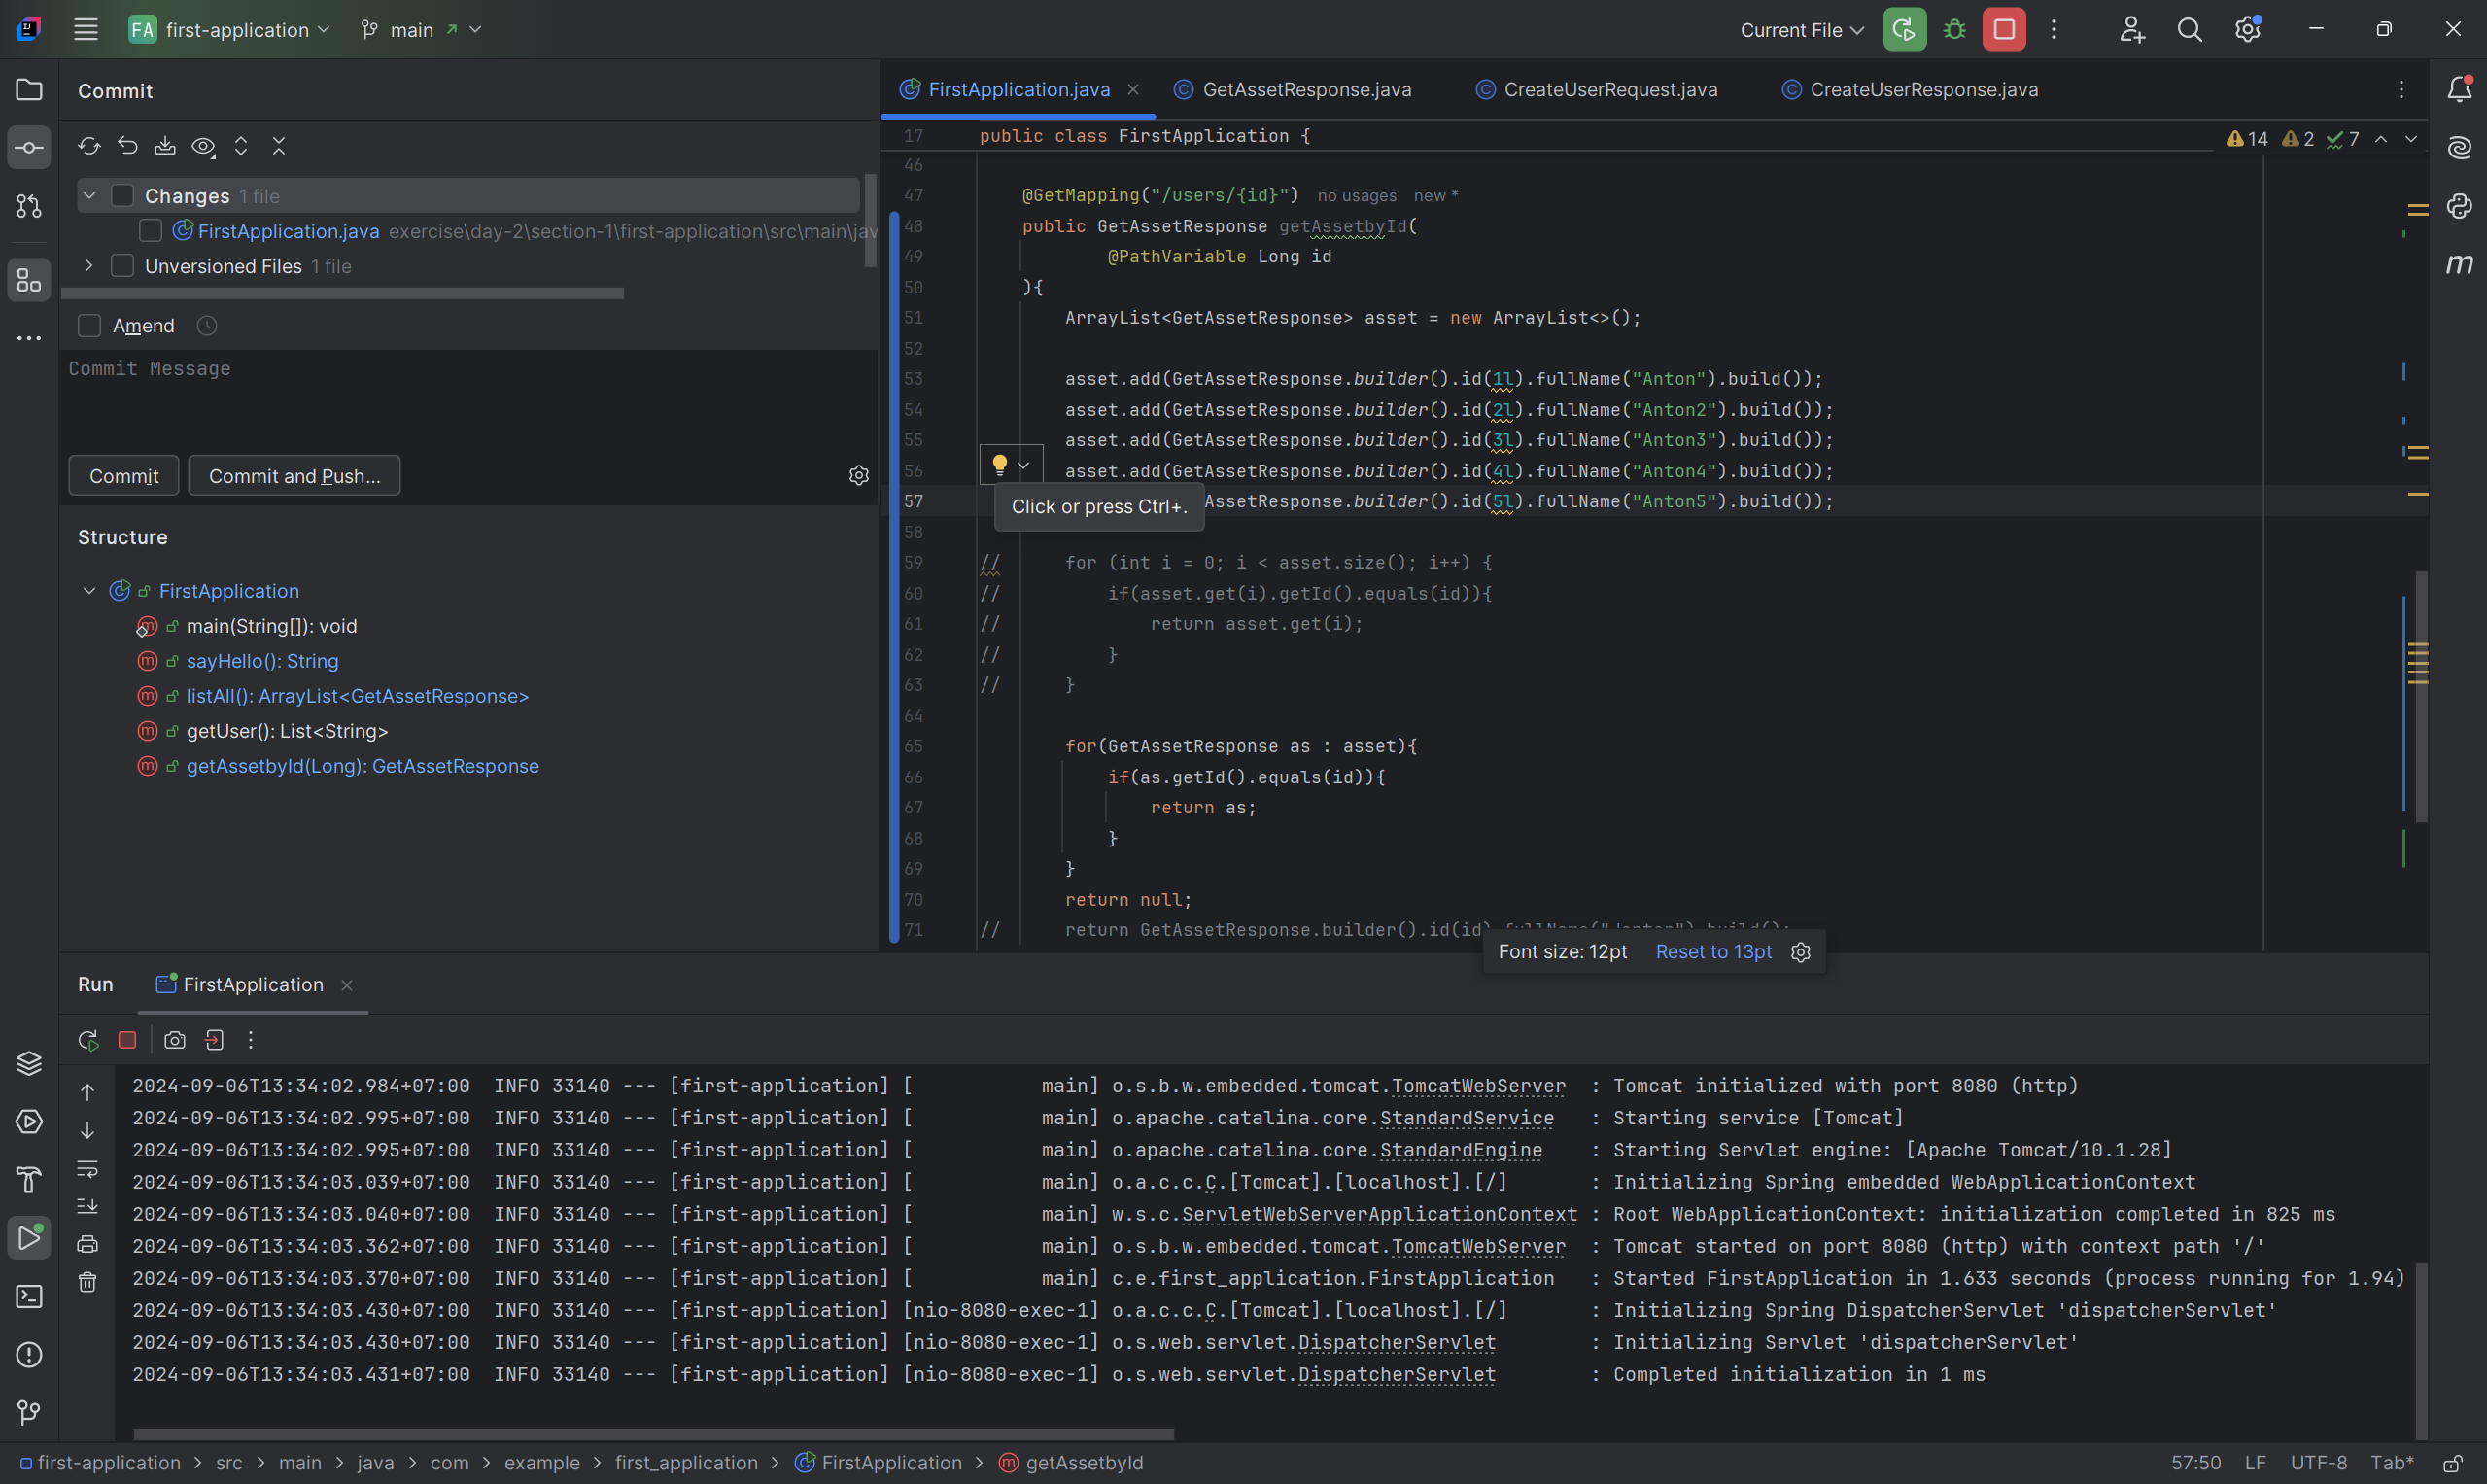 FA first-application main
Current File
Commit
Changes 1 file
FirstApplication.java exercise\day-2\section-1\first-application\src\main\jav
Unversioned Files 1 file
Amend
Commit Message
Commit Commit and Push...
Structure
FirstApplication
main(String[]): void
sayHello(): String
listAll(): ArrayList<GetAssetResponse>
getUser(): List<String>
getAssetbyId(Long): GetAssetResponse
FirstApplication.java GetAssetResponse.java CreateUserRequest.java CreateUserResponse.java
14 2 7
17 public class FirstApplication {
46
47 @GetMapping("/users/{id}") no usages new *
48 public GetAssetResponse getAssetbyId(
49 @PathVariable Long id
50 ){
51 ArrayList<GetAssetResponse> asset = new ArrayList<>();
52
53 asset.add(GetAssetResponse.builder().id(1l).fullName("Anton").build());
54 asset.add(GetAssetResponse.builder().id(2l).fullName("Anton2").build());
55 asset.add(GetAssetResponse.builder().id(3l).fullName("Anton3").build());
56 asset.add(GetAssetResponse.builder().id(4l).fullName("Anton4").build());
57 AssetResponse.builder().id(5l).fullName("Anton5").build());
Click or press Ctrl+.
58
59 // for (int i = 0; i < asset.size(); i++) {
60 // if(asset.get(i).getId().equals(id)){
61 // return asset.get(i);
62 // }
63 // }
64
65 for(GetAssetResponse as : asset){
66 if(as.getId().equals(id)){
67 return as;
68 }
69 }
70 return null;
71 // return GetAssetResponse.builder().id(id)
Font size: 12pt Reset to 13pt
Run FirstApplication
2024-09-06T13:34:02.984+07:00 INFO 33140 --- [first-application] [ main] o.s.b.w.embedded.tomcat.TomcatWebServer : Tomcat initialized with port 8080 (http)
2024-09-06T13:34:02.995+07:00 INFO 33140 --- [first-application] [ main] o.apache.catalina.core.StandardService : Starting service [Tomcat]
2024-09-06T13:34:02.995+07:00 INFO 33140 --- [first-application] [ main] o.apache.catalina.core.StandardEngine : Starting Servlet engine: [Apache Tomcat/10.1.28]
2024-09-06T13:34:03.039+07:00 INFO 33140 --- [first-application] [ main] o.a.c.c.C.[Tomcat].[localhost].[/] : Initializing Spring embedded WebApplicationContext
2024-09-06T13:34:03.040+07:00 INFO 33140 --- [first-application] [ main] w.s.c.ServletWebServerApplicationContext : Root WebApplicationContext: initialization completed in 825 ms
2024-09-06T13:34:03.362+07:00 INFO 33140 --- [first-application] [ main] o.s.b.w.embedded.tomcat.TomcatWebServer : Tomcat started on port 8080 (http) with context path '/'
2024-09-06T13:34:03.370+07:00 INFO 33140 --- [first-application] [ main] c.e.first_application.FirstApplication : Started FirstApplication in 1.633 seconds (process running for 1.94)
2024-09-06T13:34:03.430+07:00 INFO 33140 --- [first-application] [nio-8080-exec-1] o.a.c.c.C.[Tomcat].[localhost].[/] : Initializing Spring DispatcherServlet 'dispatcherServlet'
2024-09-06T13:34:03.430+07:00 INFO 33140 --- [first-application] [nio-8080-exec-1] o.s.web.servlet.DispatcherServlet : Initializing Servlet 'dispatcherServlet'
2024-09-06T13:34:03.431+07:00 INFO 33140 --- [first-application] [nio-8080-exec-1] o.s.web.servlet.DispatcherServlet : Completed initialization in 1 ms
first-application > src > main > java > com > example > first_application > FirstApplication > getAssetbyId
57:50 LF UTF-8 Tab*